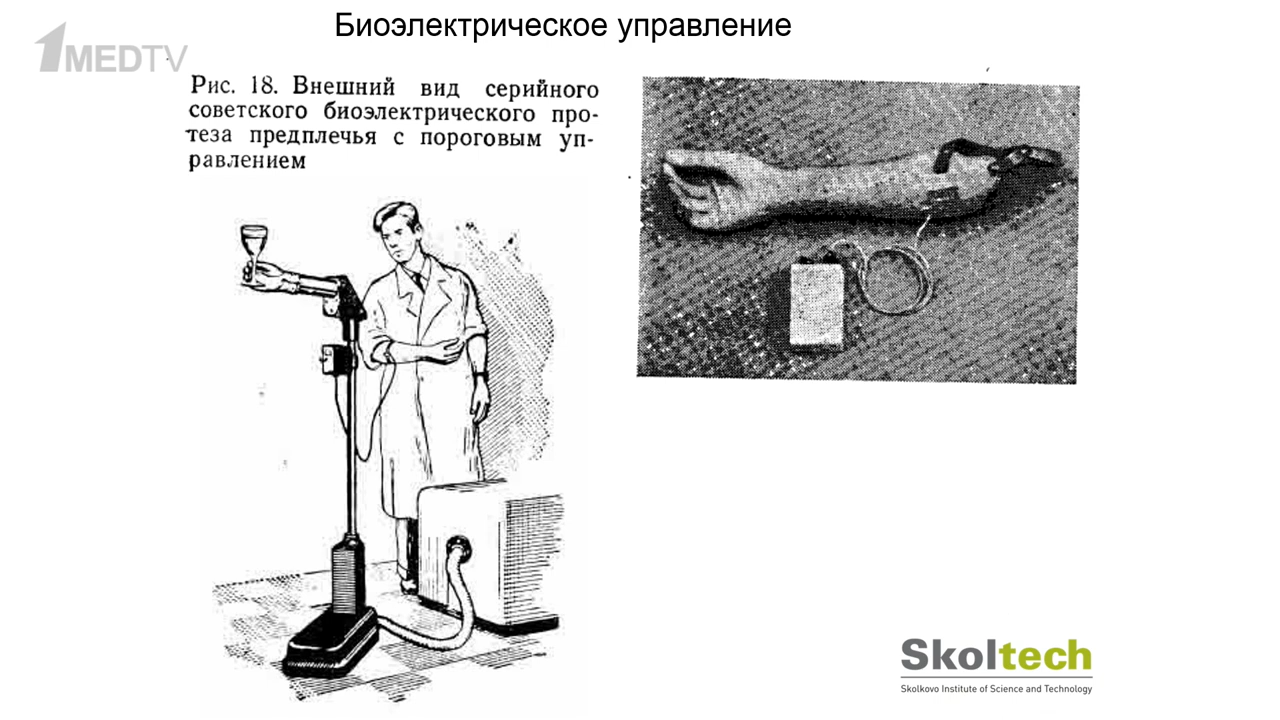 Биоэлектрическое управление
1MEDTV
Рис. 18. Внешний вид серийного
советского биоэлектрического про-
теза предплечья с пороговым уп-
равлением
Skoltech
Skolkovo Institute of Science and Technology